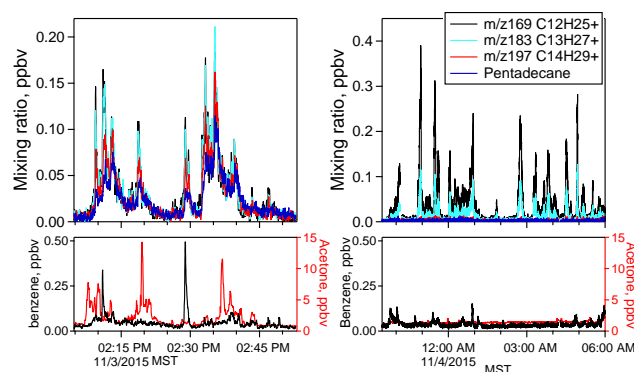 m/z169 C12H25+
m/z183 C13H27+
m/z197 C14H29+
Pentadecane
Mixing ratio, ppbv
0.20
0.15
0.10
0.05
0.00
Mixing ratio, ppbv
0.4
0.3
0.2
0.1
0.0
benzene, ppbv
0.50
0.25
0.00
15
10
5
0
Acetone, ppbv
02:15 PM
02:30 PM
02:45 PM
11/3/2015
MST
Benzene, ppbv
0.50
0.25
0.00
15
10
5
0
Acetone, ppbv
12:00 AM
03:00 AM
06:00 AM
11/4/2015
MST